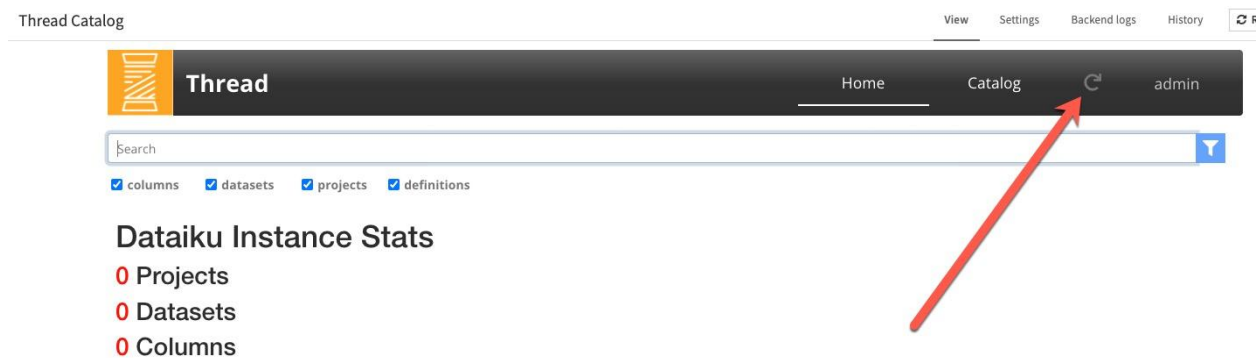 Thread Catalog View Settings Backend logs History
Thread Home Catalog admin
Search
columns datasets projects definitions
Dataiku Instance Stats
0 Projects
0 Datasets
0 Columns